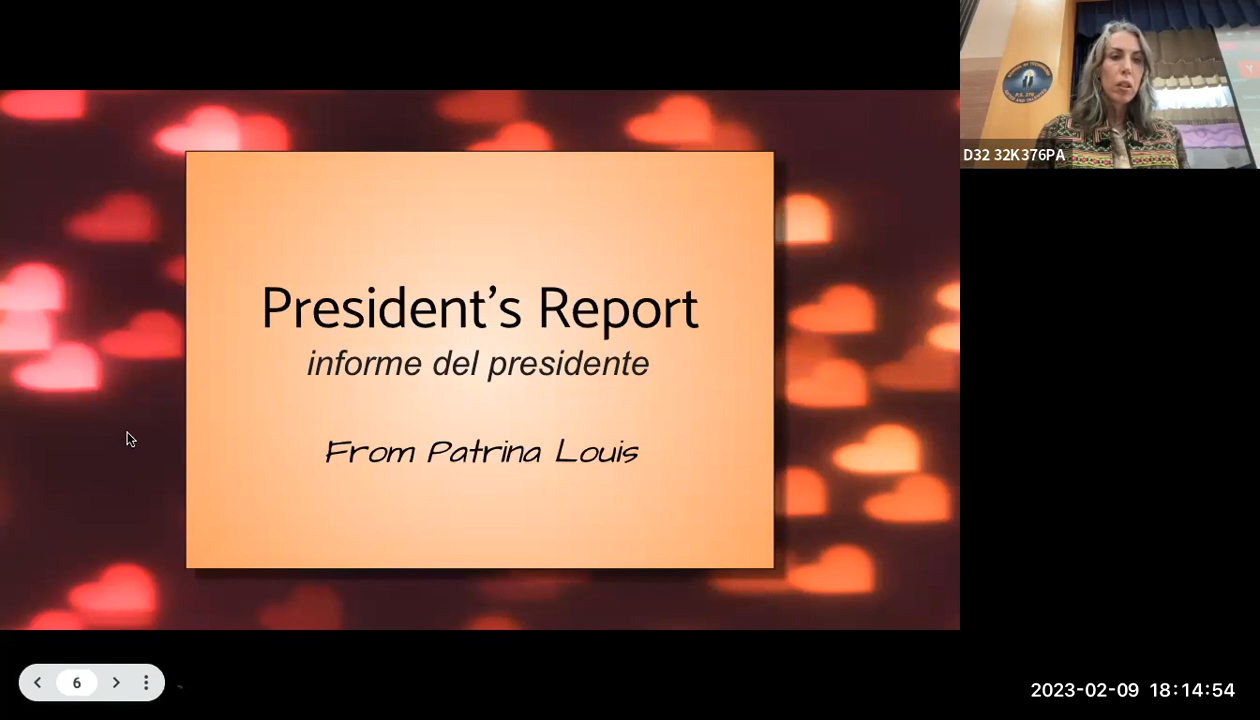 President's Report
informe del presidente
From Patrina Louis
D32 32K376PA
6
2023-02-09 18:14:54